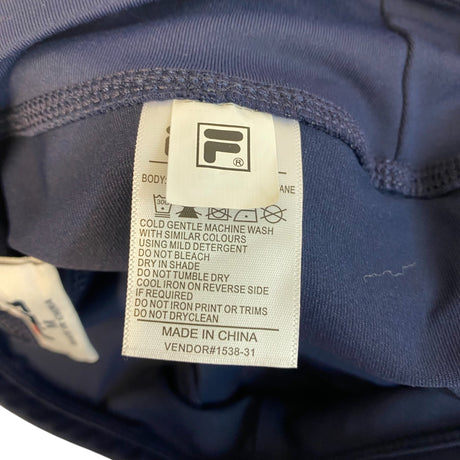 F
®
BODY:
ANE
30°
COLD GENTLE MACHINE WASH
WITH SIMILAR COLOURS
USING MILD DETERGENT
DO NOT BLEACH
DRY IN SHADE
DO NOT TUMBLE DRY
COOL IRON ON REVERSE SIDE
IF REQUIRED
DO NOT IRON PRINT OR TRIMS
DO NOT DRYCLEAN
MADE IN CHINA
VENDOR#1538-31